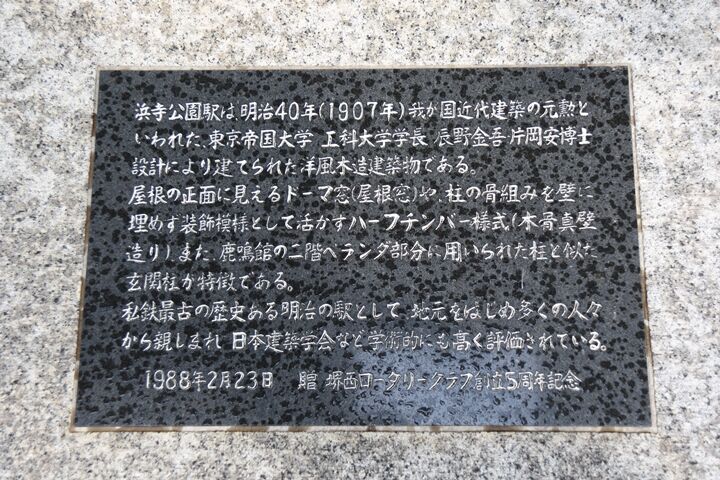 浜寺公園駅は、明治40年(1907年)我が国近代建築の元勲と
いわれた、東京帝国大学 工科大学学長 辰野金吾・片岡安博士
設計により建てられた洋風木造建築物である。
屋根の正面に見えるドーマ窓(屋根窓)や、柱の骨組みを壁に
埋めず装飾模様として活かすハーフチンバー様式(木骨真壁
造り)、また、鹿鳴館の二階ベランダ部分に用いられた柱と似た
玄関柱が特徴である。
私鉄最古の歴史ある明治の駅として、地元をはじめ多くの人々
から親しまれ 日本建築学会など学術的にも高く評価されている。
1988年2月23日 贈 堺西ロータリークラブ創立5周年記念